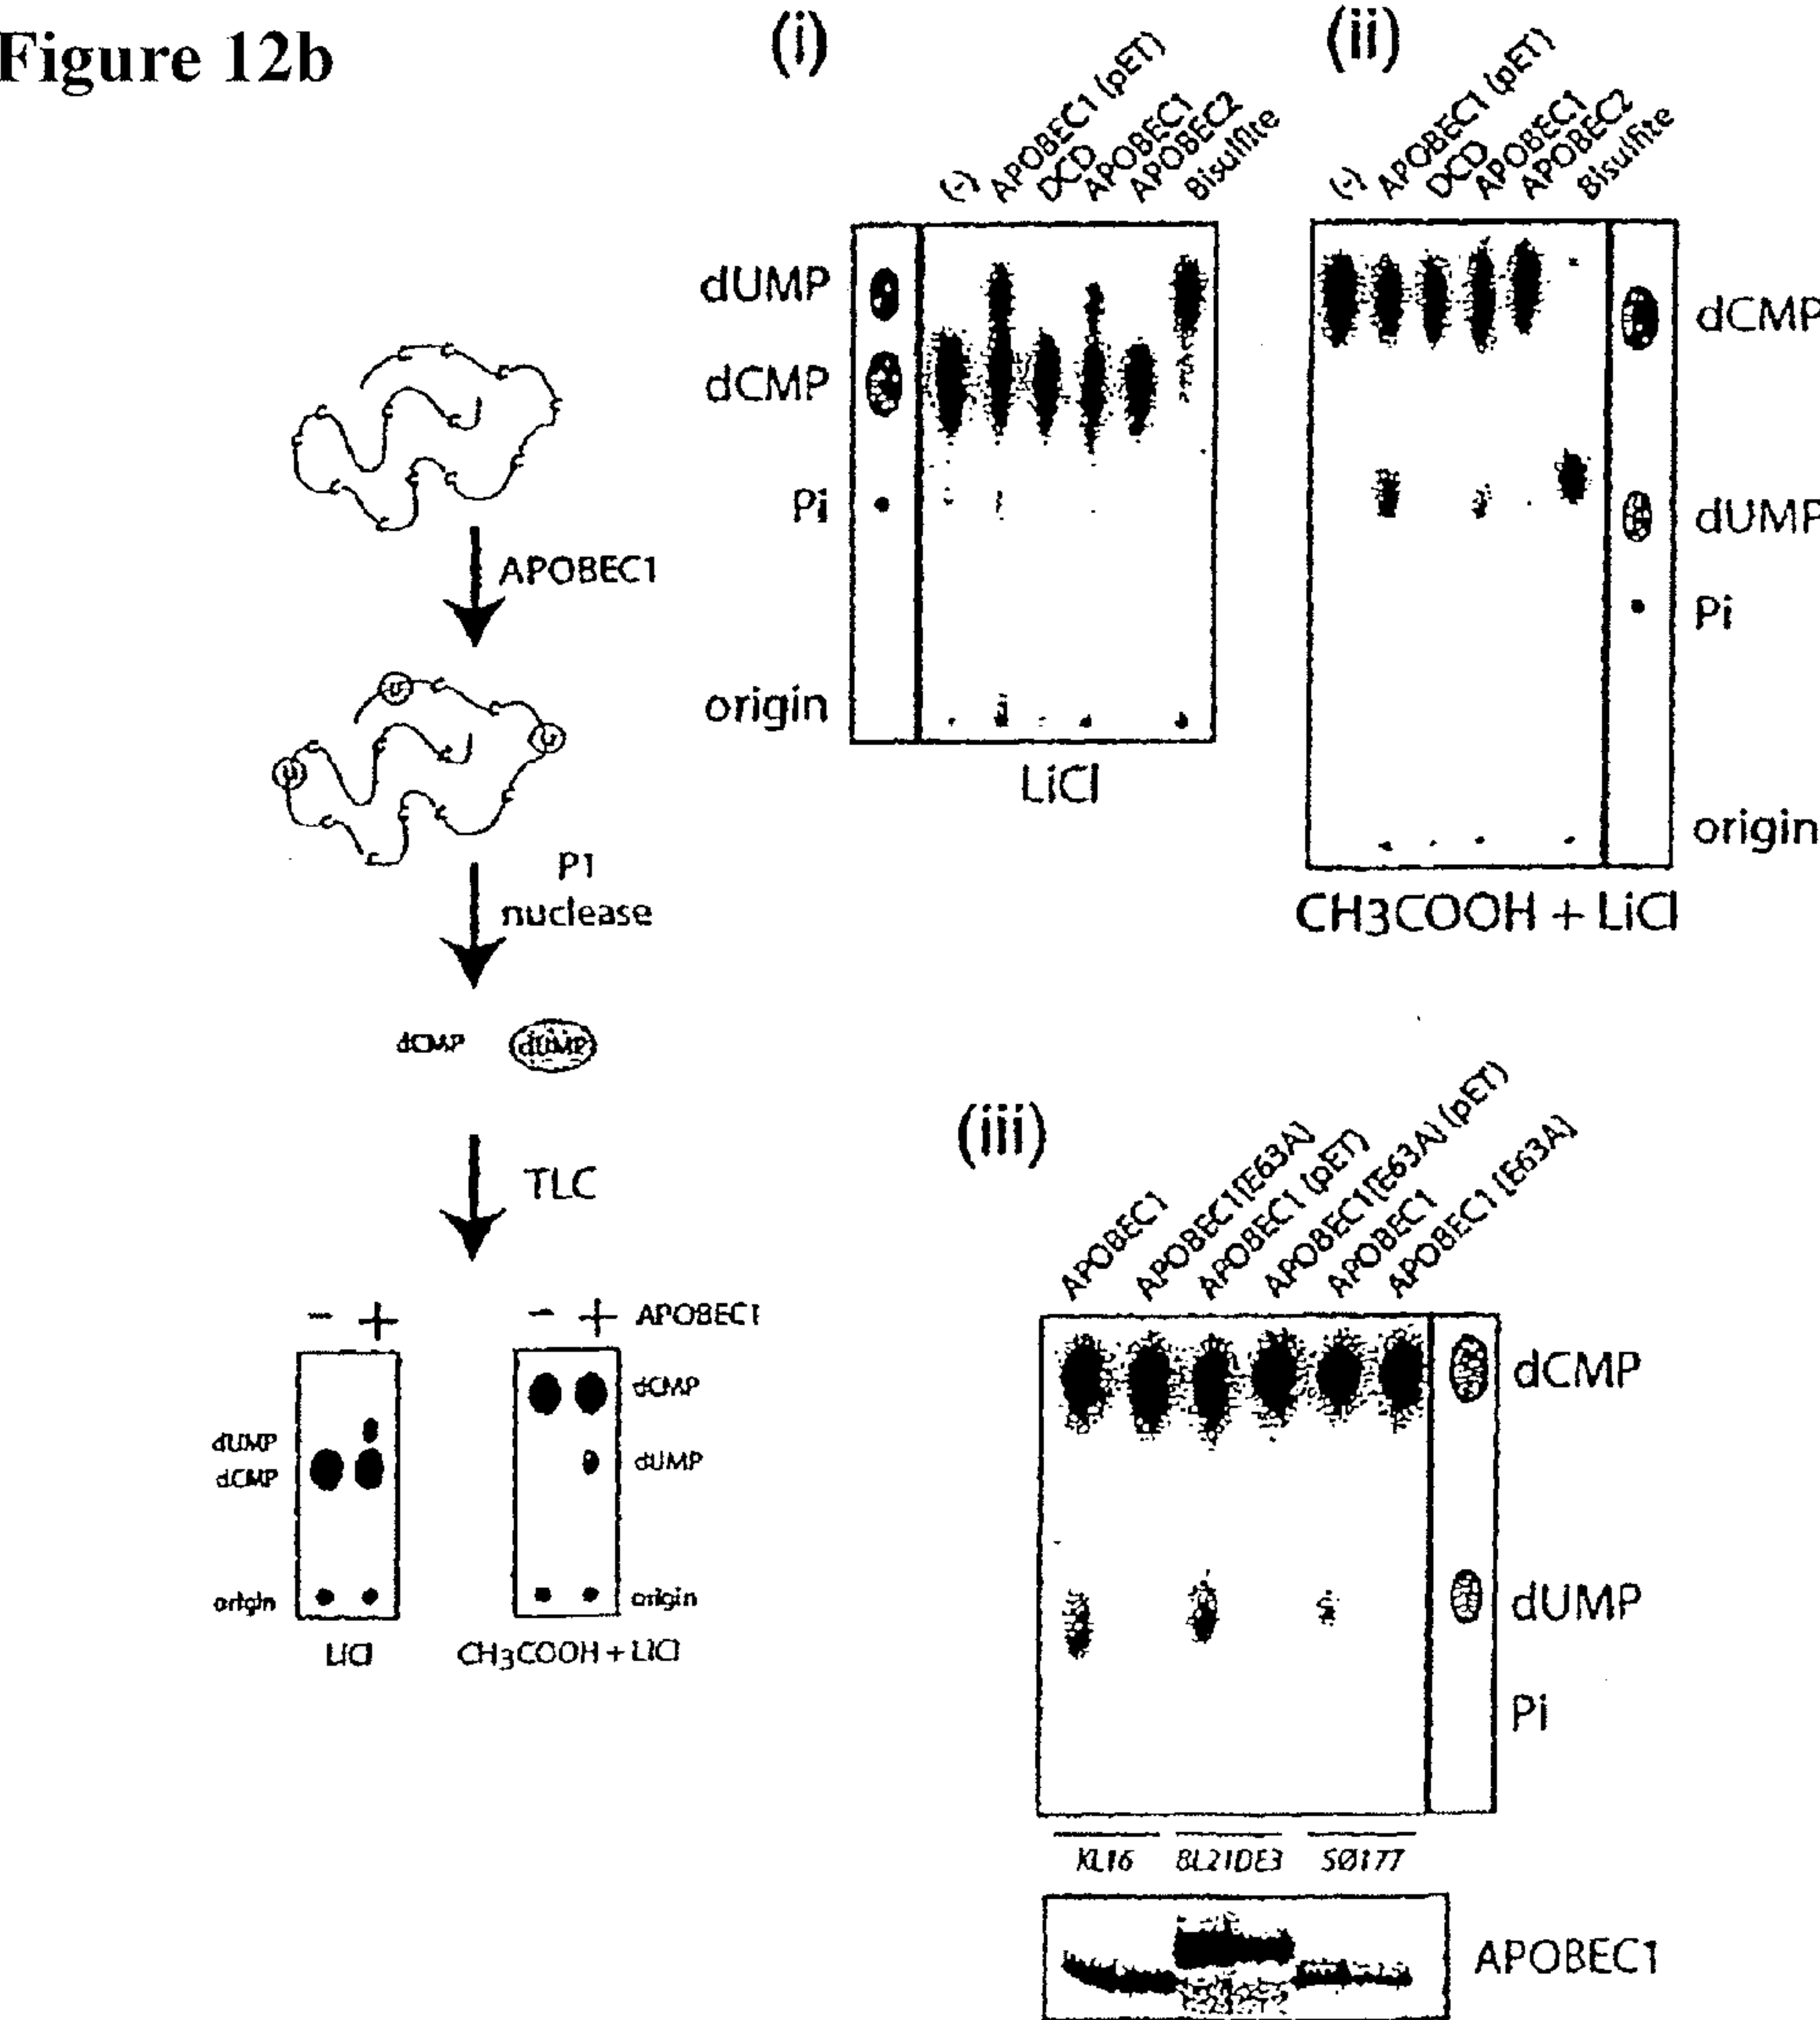 Figure 12b
(i)
(-)
APOBEC1 (pET)
DCD
APOBEC1
APOBEC2
Bisulfite
dUMP
dCMP
Pi
origin
LiCl
(ii)
(-)
APOBEC1 (pET)
DCD
APOBEC1
APOBEC2
Bisulfite
dCMP
dUMP
Pi
origin
CH3COOH + LiCl
APOBEC1
U
U
U
P1
nuclease
dCMP dUMP
TLC
- + - + APOBEC1
dUMP
dCMP
origin
LiCl
dCMP
dUMP
origin
CH3COOH + LiCl
(iii)
APOBEC1
APOBEC1[E63A]
APOBEC1 (pET)
APOBEC1[E63A] (pET)
APOBEC1
APOBEC1 [E63A]
dCMP
dUMP
Pi
KL16 BL21DE3 SØ177
APOBEC1